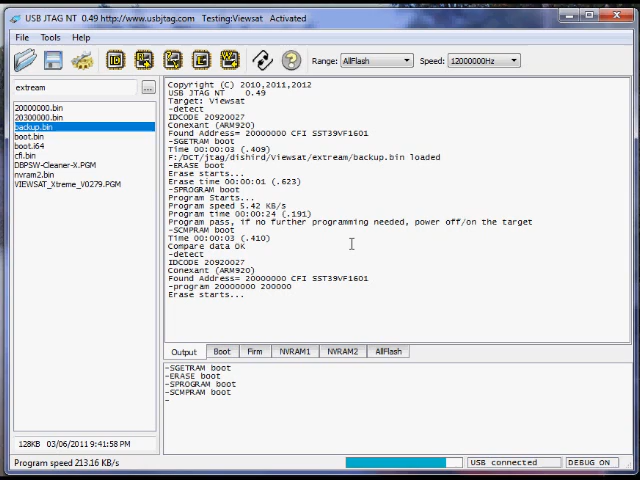 USB JTAG NT 0.49 http://www.usbjtag.com Testing:Viewsat Activated
File Tools Help
Range: AllFlash Speed: 12000000Hz
extream ...
20000000.bin
20300000.bin
backup.bin
boot.bin
boot.i64
cfi.bin
DBPSW-Cleaner-X.PGM
nvram2.bin
VIEWSAT_Xtreme_V0279.PGM
Copyright (C) 2010,2011,2012
USB JTAG NT 0.49
Target: Viewsat
-detect
IDCODE 20920027
Conexant (ARM920)
Found Address= 20000000 CFI SST39VF1601
-SGETRAM boot
Time 00:00:03 (.409)
F:/DCT/jtag/dishird/Viewsat/extream/backup.bin loaded
-ERASE boot
Erase starts...
Erase time 00:00:01 (.623)
-SPROGRAM boot
Program Starts...
Program speed 5.42 KB/s
Program time 00:00:24 (.191)
Program pass, if no further programming needed, power off/on the target
-SCMPRAM boot
Time 00:00:03 (.410)
Compare data OK
-detect
IDCODE 20920027
Conexant (ARM920)
Found Address= 20000000 CFI SST39VF1601
-program 20000000 200000
Erase starts...
Output Boot Firm NVRAM1 NVRAM2 AllFlash
-SGETRAM boot
-ERASE boot
-SPROGRAM boot
-SCMPRAM boot
-
128KB 03/06/2011 9:41:58 PM
Program speed 213.16 KB/s USB connected DEBUG ON